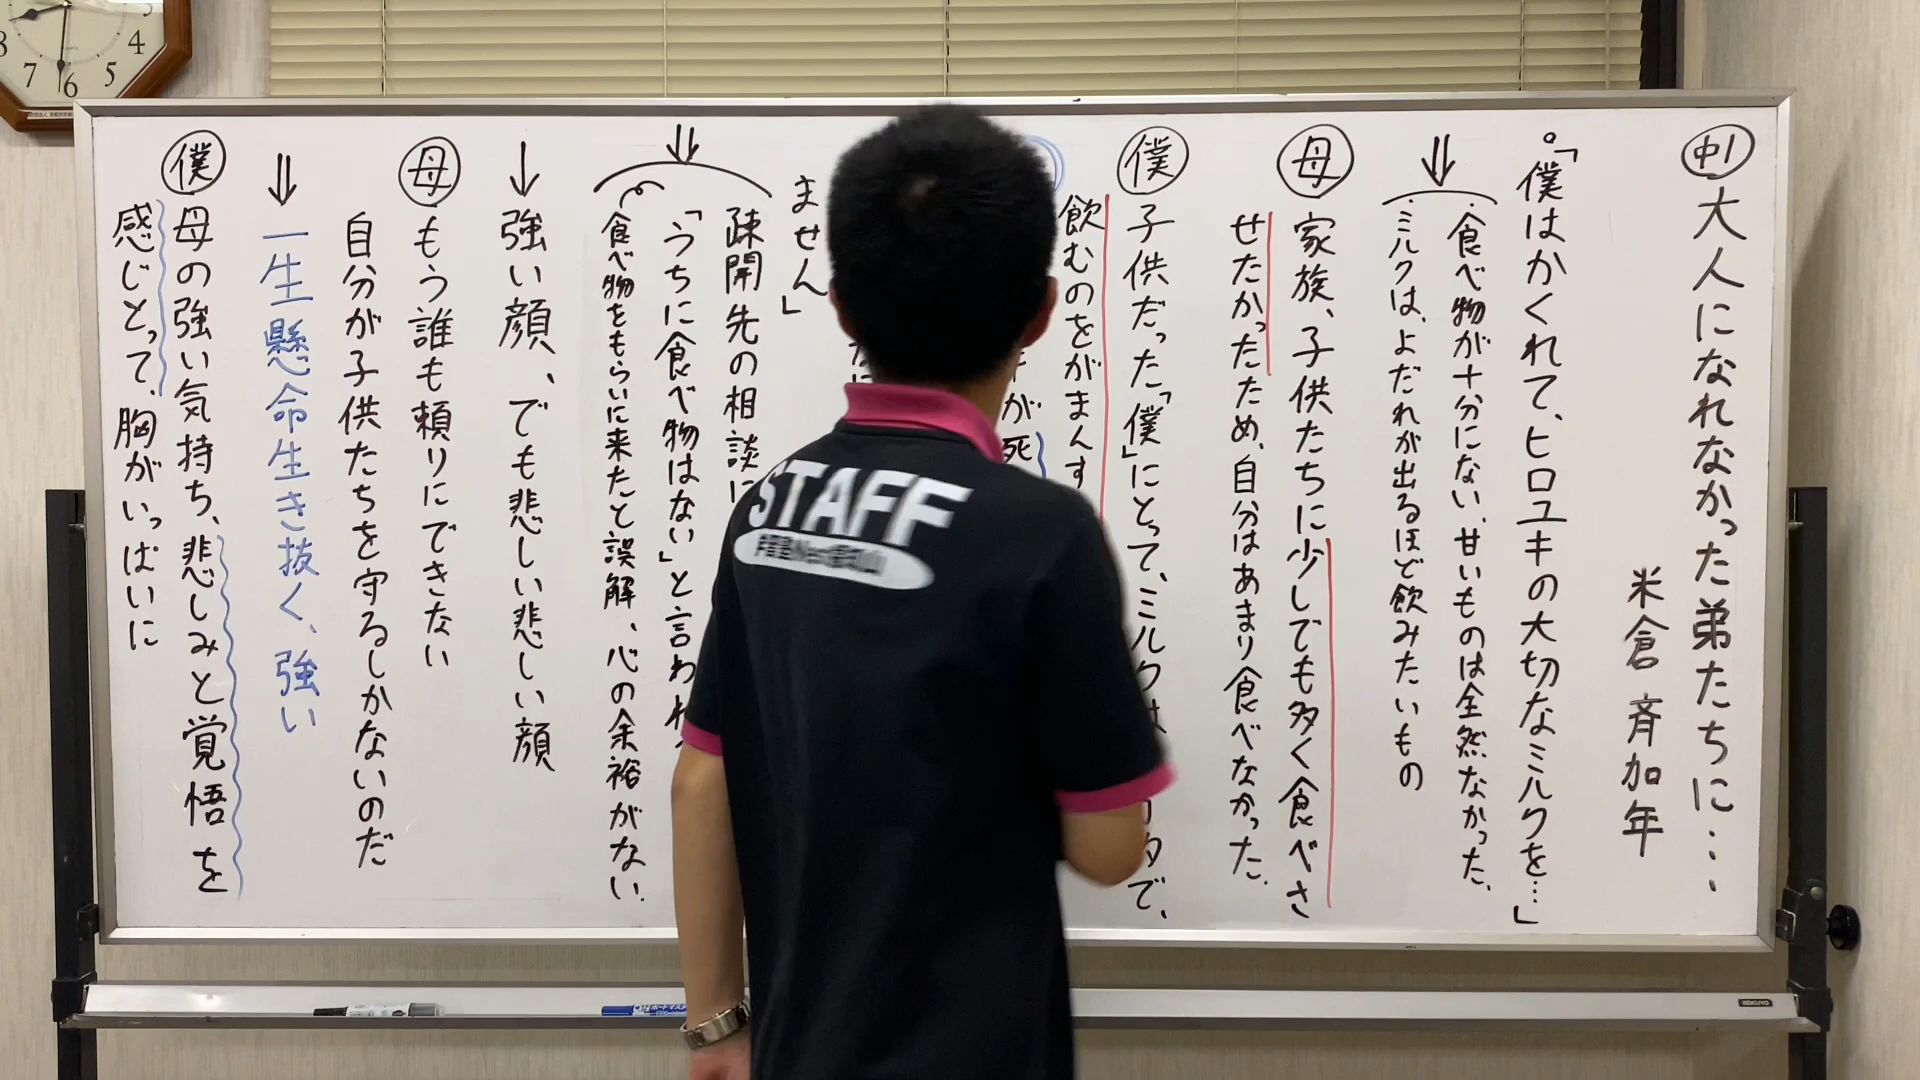 中1
大人になれなかった弟たちに…
米倉 斉加年
「僕はかくれて、ヒロユキの大切なミルクを…」
⇓
・食べ物が十分にない、甘いものは全然なかった。
・ミルクは、よだれが出るほど飲みたいもの
母
家族、子供たちに少しでも多く食べさ
せたかったため、自分はあまり食べなかった。
僕
子供だった「僕」にとって、ミルク
で、
飲むのをがまんす
が死
ません」
⇓
疎開先の相談に
「うちに食べ物はない」と言われ
食べ物をもらいに来たと誤解、心の余裕がない。
↓
強い顔、でも悲しい悲しい顔
母
もう誰も頼りにできない
自分が子供たちを守るしかないのだ
⇓
一生懸命生き抜く、強い
僕
母の強い気持ち、悲しみと覚悟を
感じとって、胸がいっぱいに
STAFF
8
7
6
5
4